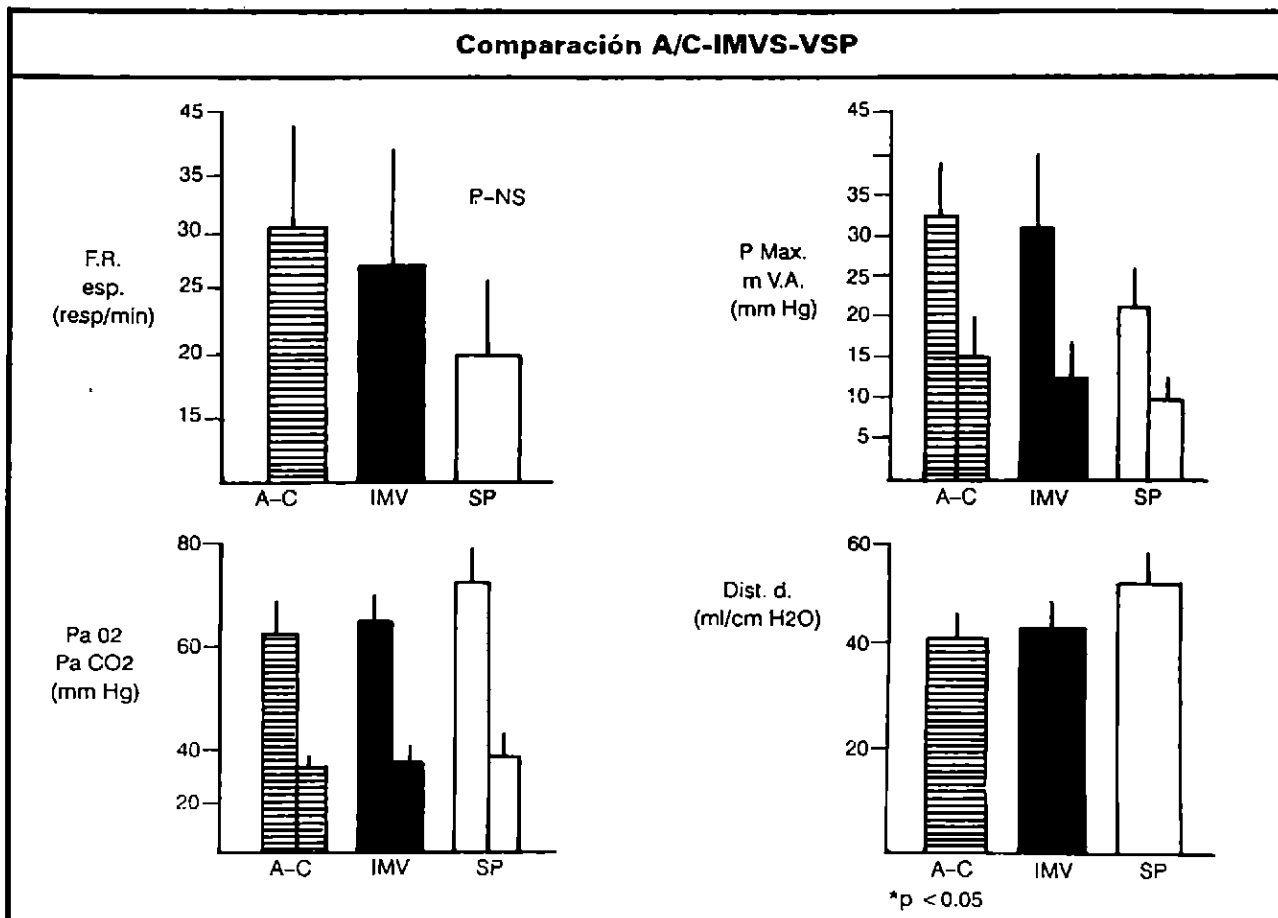 Comparación A/C-IMVS-VSP
45
35
30
25
20
15
F.R.
esp.
(resp/min)
P-NS
A-C IMV SP
45
35
30
25
20
15
10
5
P Max.
m V.A.
(mm Hg)
A-C IMV SP
80
60
40
20
Pa 02
Pa CO2
(mm Hg)
A-C IMV SP
60
40
20
Dist. d.
(ml/cm H2O)
A-C IMV SP
*p <0.05